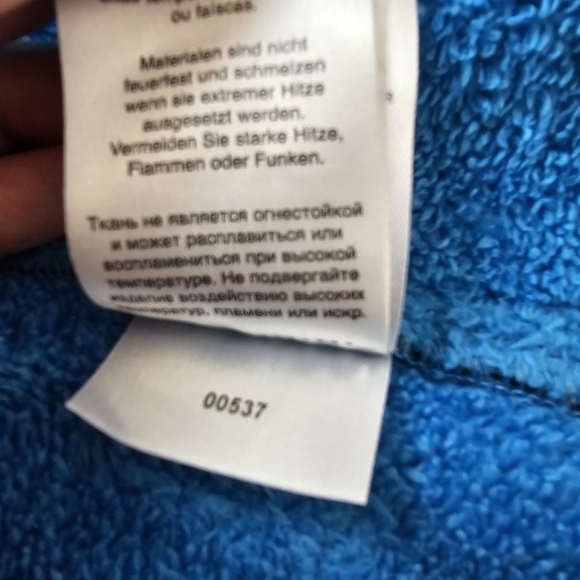 ou faíscas.
Materialen sind nicht
feuerfest und schmelzen
wenn sie extremer Hitze
ausgesetzt werden.
Vermeiden Sie starke Hitze,
Flammen oder Funken.
Ткань не является огнестойкой
и может расплавиться или
воспламениться при высокой
температуре. Не подвергайте
изделие воздействию высоких
температур, пламени или искр.
00537